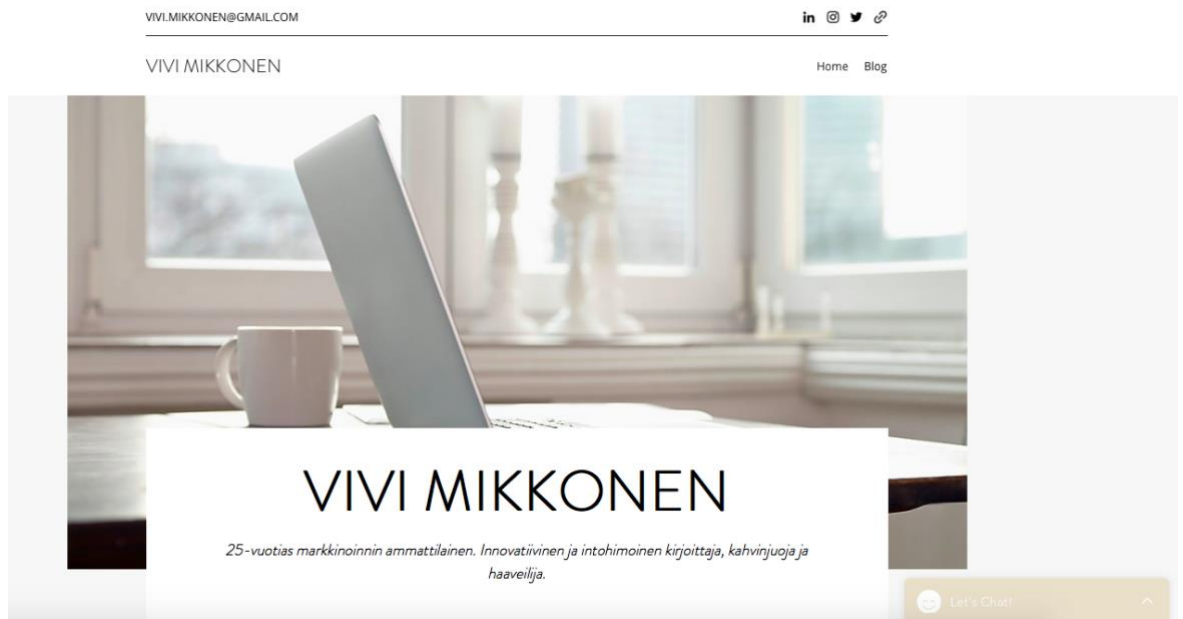 VIVI.MIKKONEN@GMAIL.COM
VIVI MIKKONEN
Home Blog
VIVI MIKKONEN
25-vuotias markkinoinnin ammattilainen. Innovatiivinen ja intohimoinen kirjoittaja, kahvinjuoja ja
haaveilija.
Let's Chat!